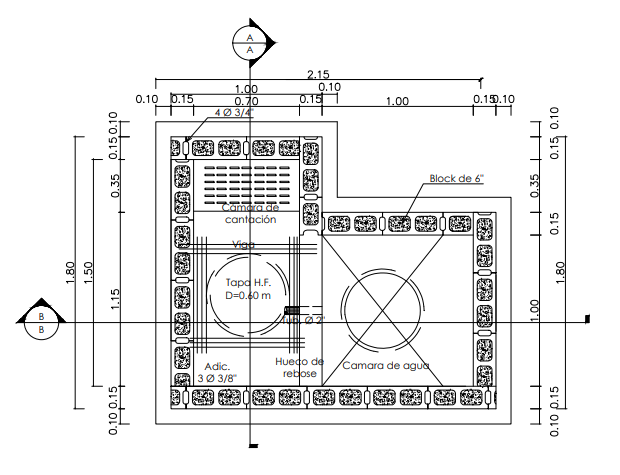 A
A
2.15
1.00
0.10
0.10
0.15
0.70
0.15
1.00
0.15
0.10
4 Ø 3/4"
0.10
0.15
0.35
1.15
0.15
0.10
1.80
1.50
0.10
0.15
0.35
0.15
1.00
1.80
0.15
0.10
Block de 6"
Cámara de
cantación
Viga
Tapa H.F.
D=0.60 m
Tub. Ø 2"
B
B
Hueco de
rebose
Camara de agua
Adic.
3 Ø 3/8"